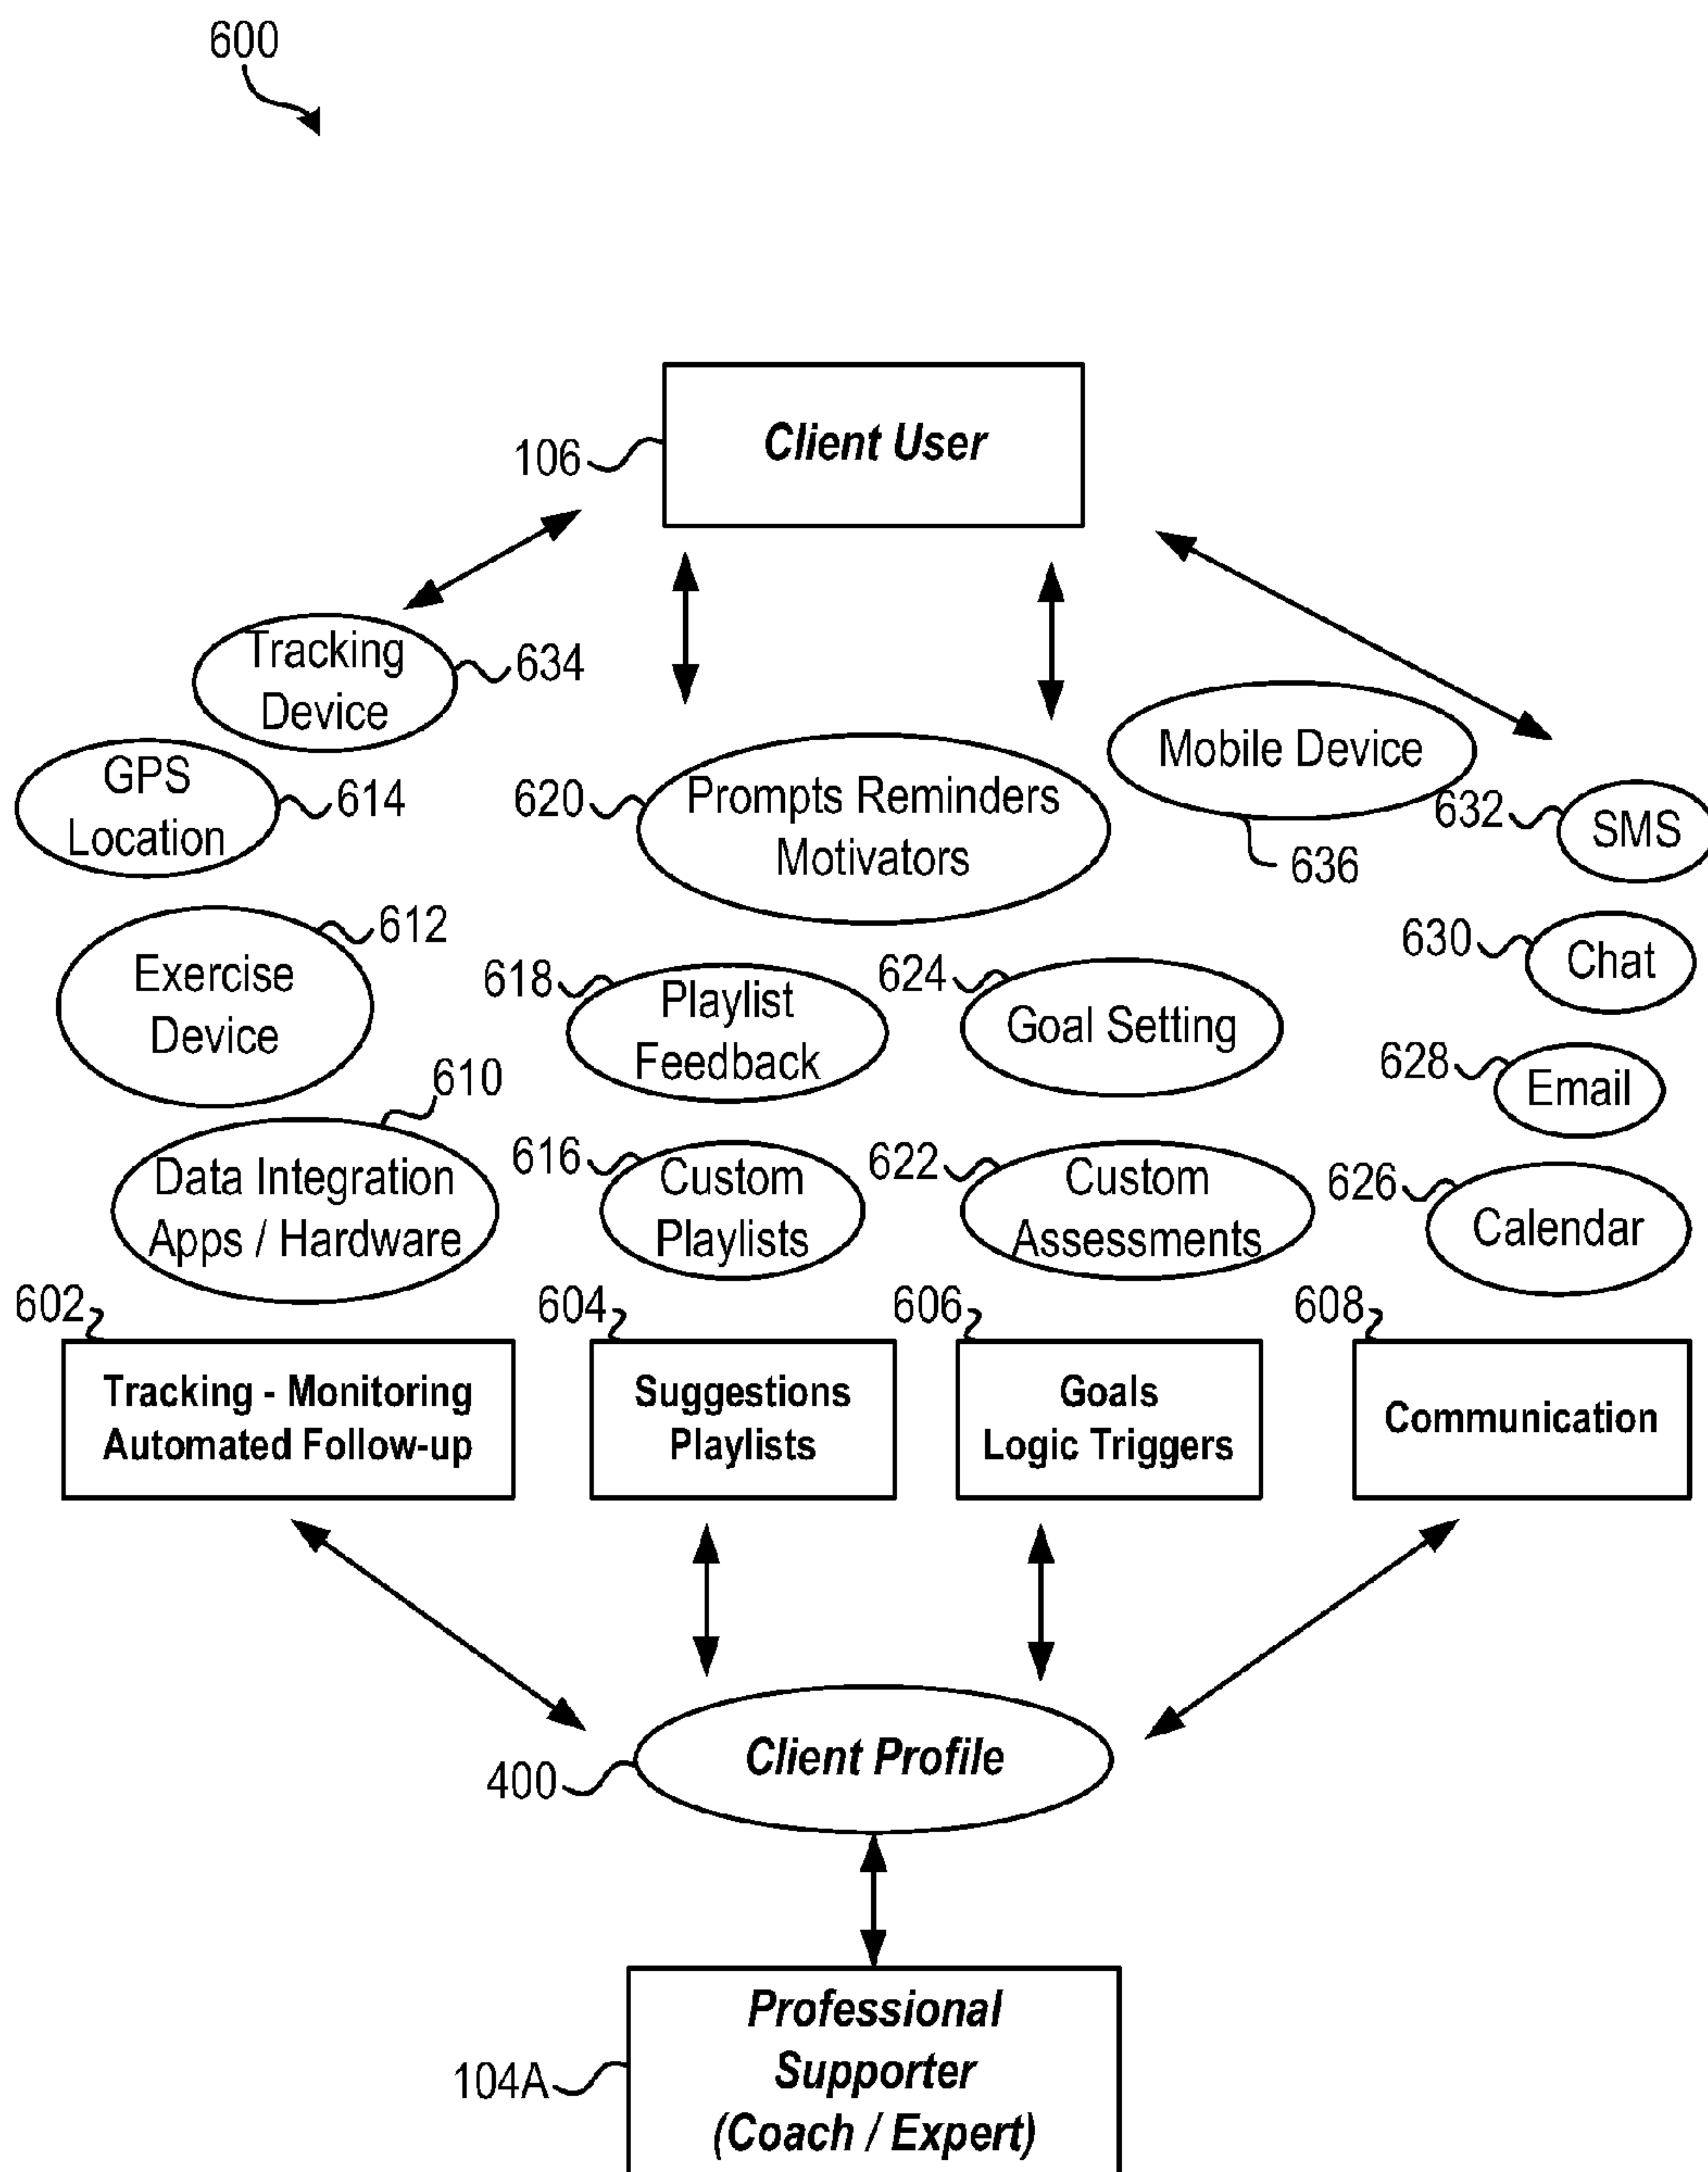 600
106
Client User
Tracking
Device
634
GPS
Location
614
620
Prompts Reminders
Motivators
Mobile Device
636
632
SMS
612
Exercise
Device
618
Playlist
Feedback
624
Goal Setting
630
Chat
628
Email
610
Data Integration
Apps / Hardware
616
Custom
Playlists
622
Custom
Assessments
626
Calendar
602
604
606
608
Tracking - Monitoring
Automated Follow-up
Suggestions
Playlists
Goals
Logic Triggers
Communication
400
Client Profile
104A
Professional
Supporter
(Coach / Expert)